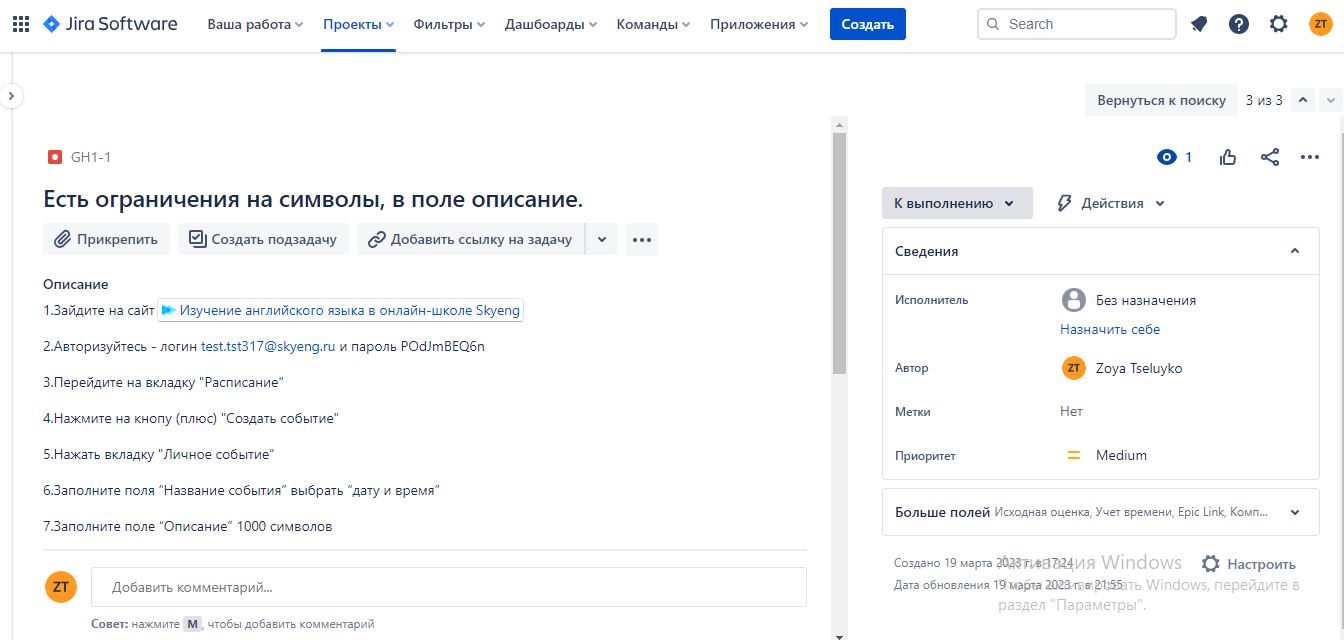 Jira Software Ваша работа Проекты Фильтры Дашбоарды Команды Приложения Создать Search ZT
Вернуться к поиску 3 из 3
GH1-1
1
Есть ограничения на символы, в поле описание.
К выполнению Действия
Прикрепить Создать подзадачу Добавить ссылку на задачу
Сведения
Описание
1.Зайдите на сайт Изучение английского языка в онлайн-школе Skyeng
2.Авторизуйтесь - логин test.tst317@skyeng.ru и пароль POdJmBEQ6n
3.Перейдите на вкладку "Расписание"
4.Нажмите на кнопу (плюс) "Создать событие"
5.Нажать вкладку "Личное событие"
6.Заполните поля “Название события” выбрать “дату и время”
7.Заполните поле “Описание” 1000 символов
ZT Добавить комментарий...
Совет: нажмите M, чтобы добавить комментарий
Исполнитель Без назначения
Назначить себе
Автор ZT Zoya Tseluyko
Метки Нет
Приоритет Medium
Больше полей Исходная оценка, Учет времени, Epic Link, Комп...
Создано 19 марта 2023 г. в 17:24
Настроить
Дата обновления 19 марта 2023 г. в 21:55
Активация Windows
Чтобы активировать Windows, перейдите в
раздел "Параметры".